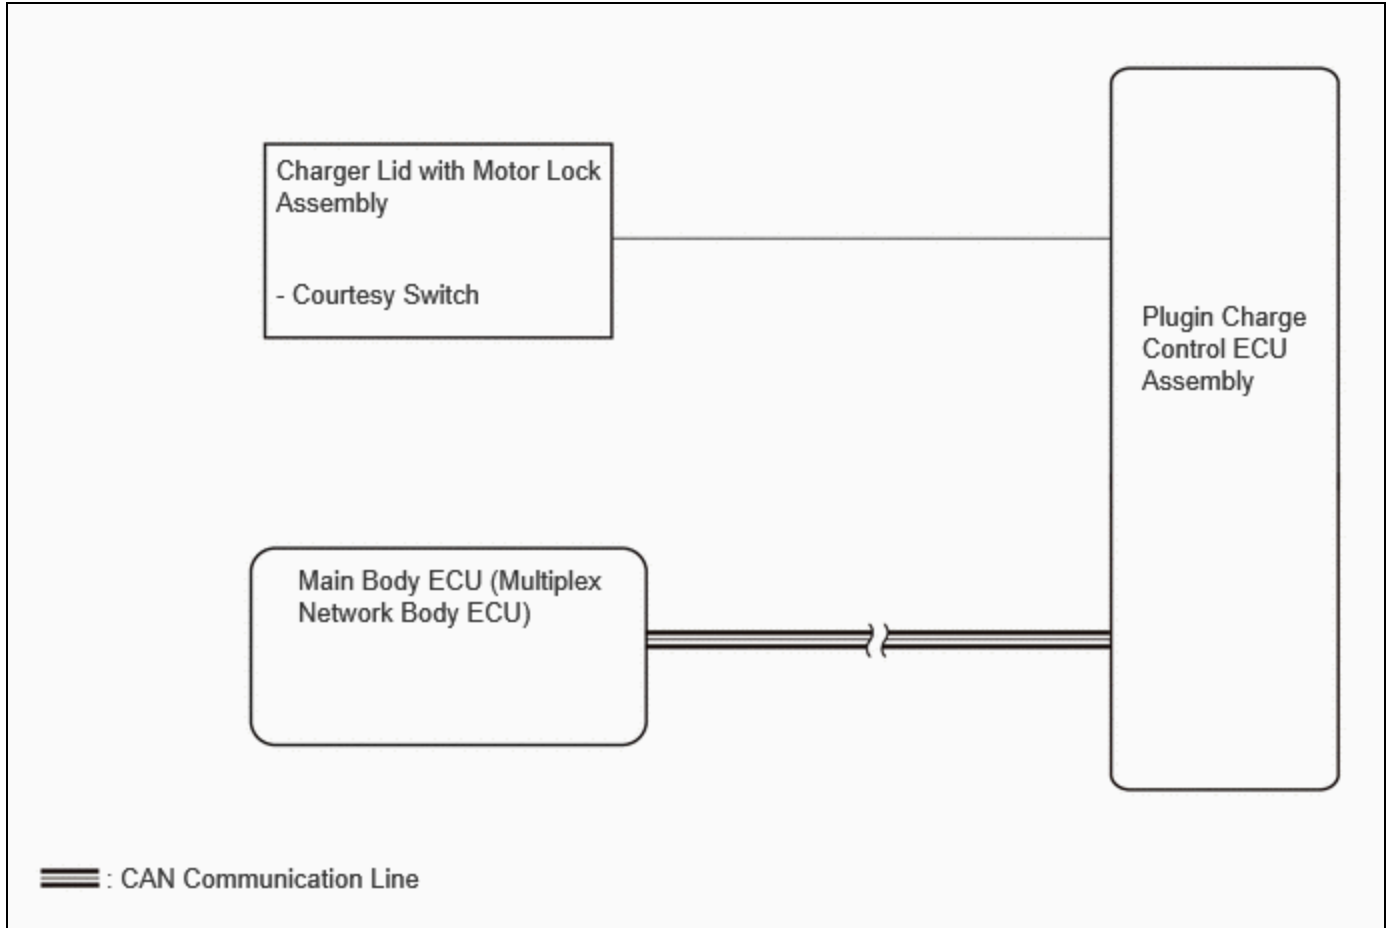 Charger Lid with Motor Lock
Assembly
- Courtesy Switch
Plugin Charge
Control ECU
Assembly
Main Body ECU (Multiplex
Network Body ECU)
: CAN Communication Line